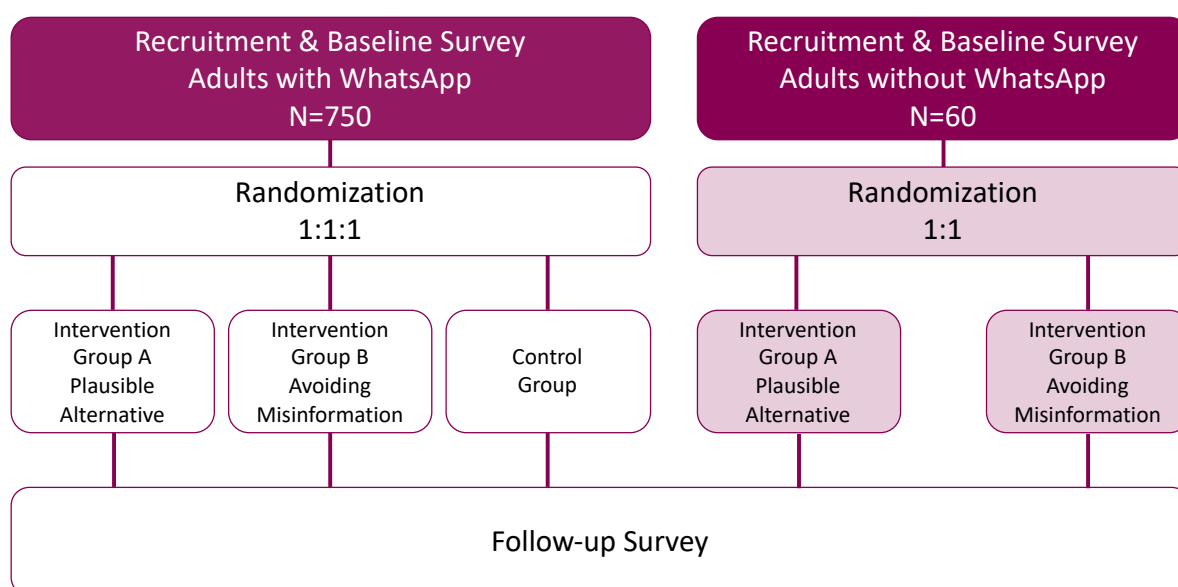 Recruitment & Baseline Survey
Adults with WhatsApp
N=750
Recruitment & Baseline Survey
Adults without WhatsApp
N=60
Randomization
1:1:1
Randomization
1:1
Intervention
Group A
Plausible
Alternative
Intervention
Group B
Avoiding
Misinformation
Control
Group
Intervention
Group A
Plausible
Alternative
Intervention
Group B
Avoiding
Misinformation
Follow-up Survey